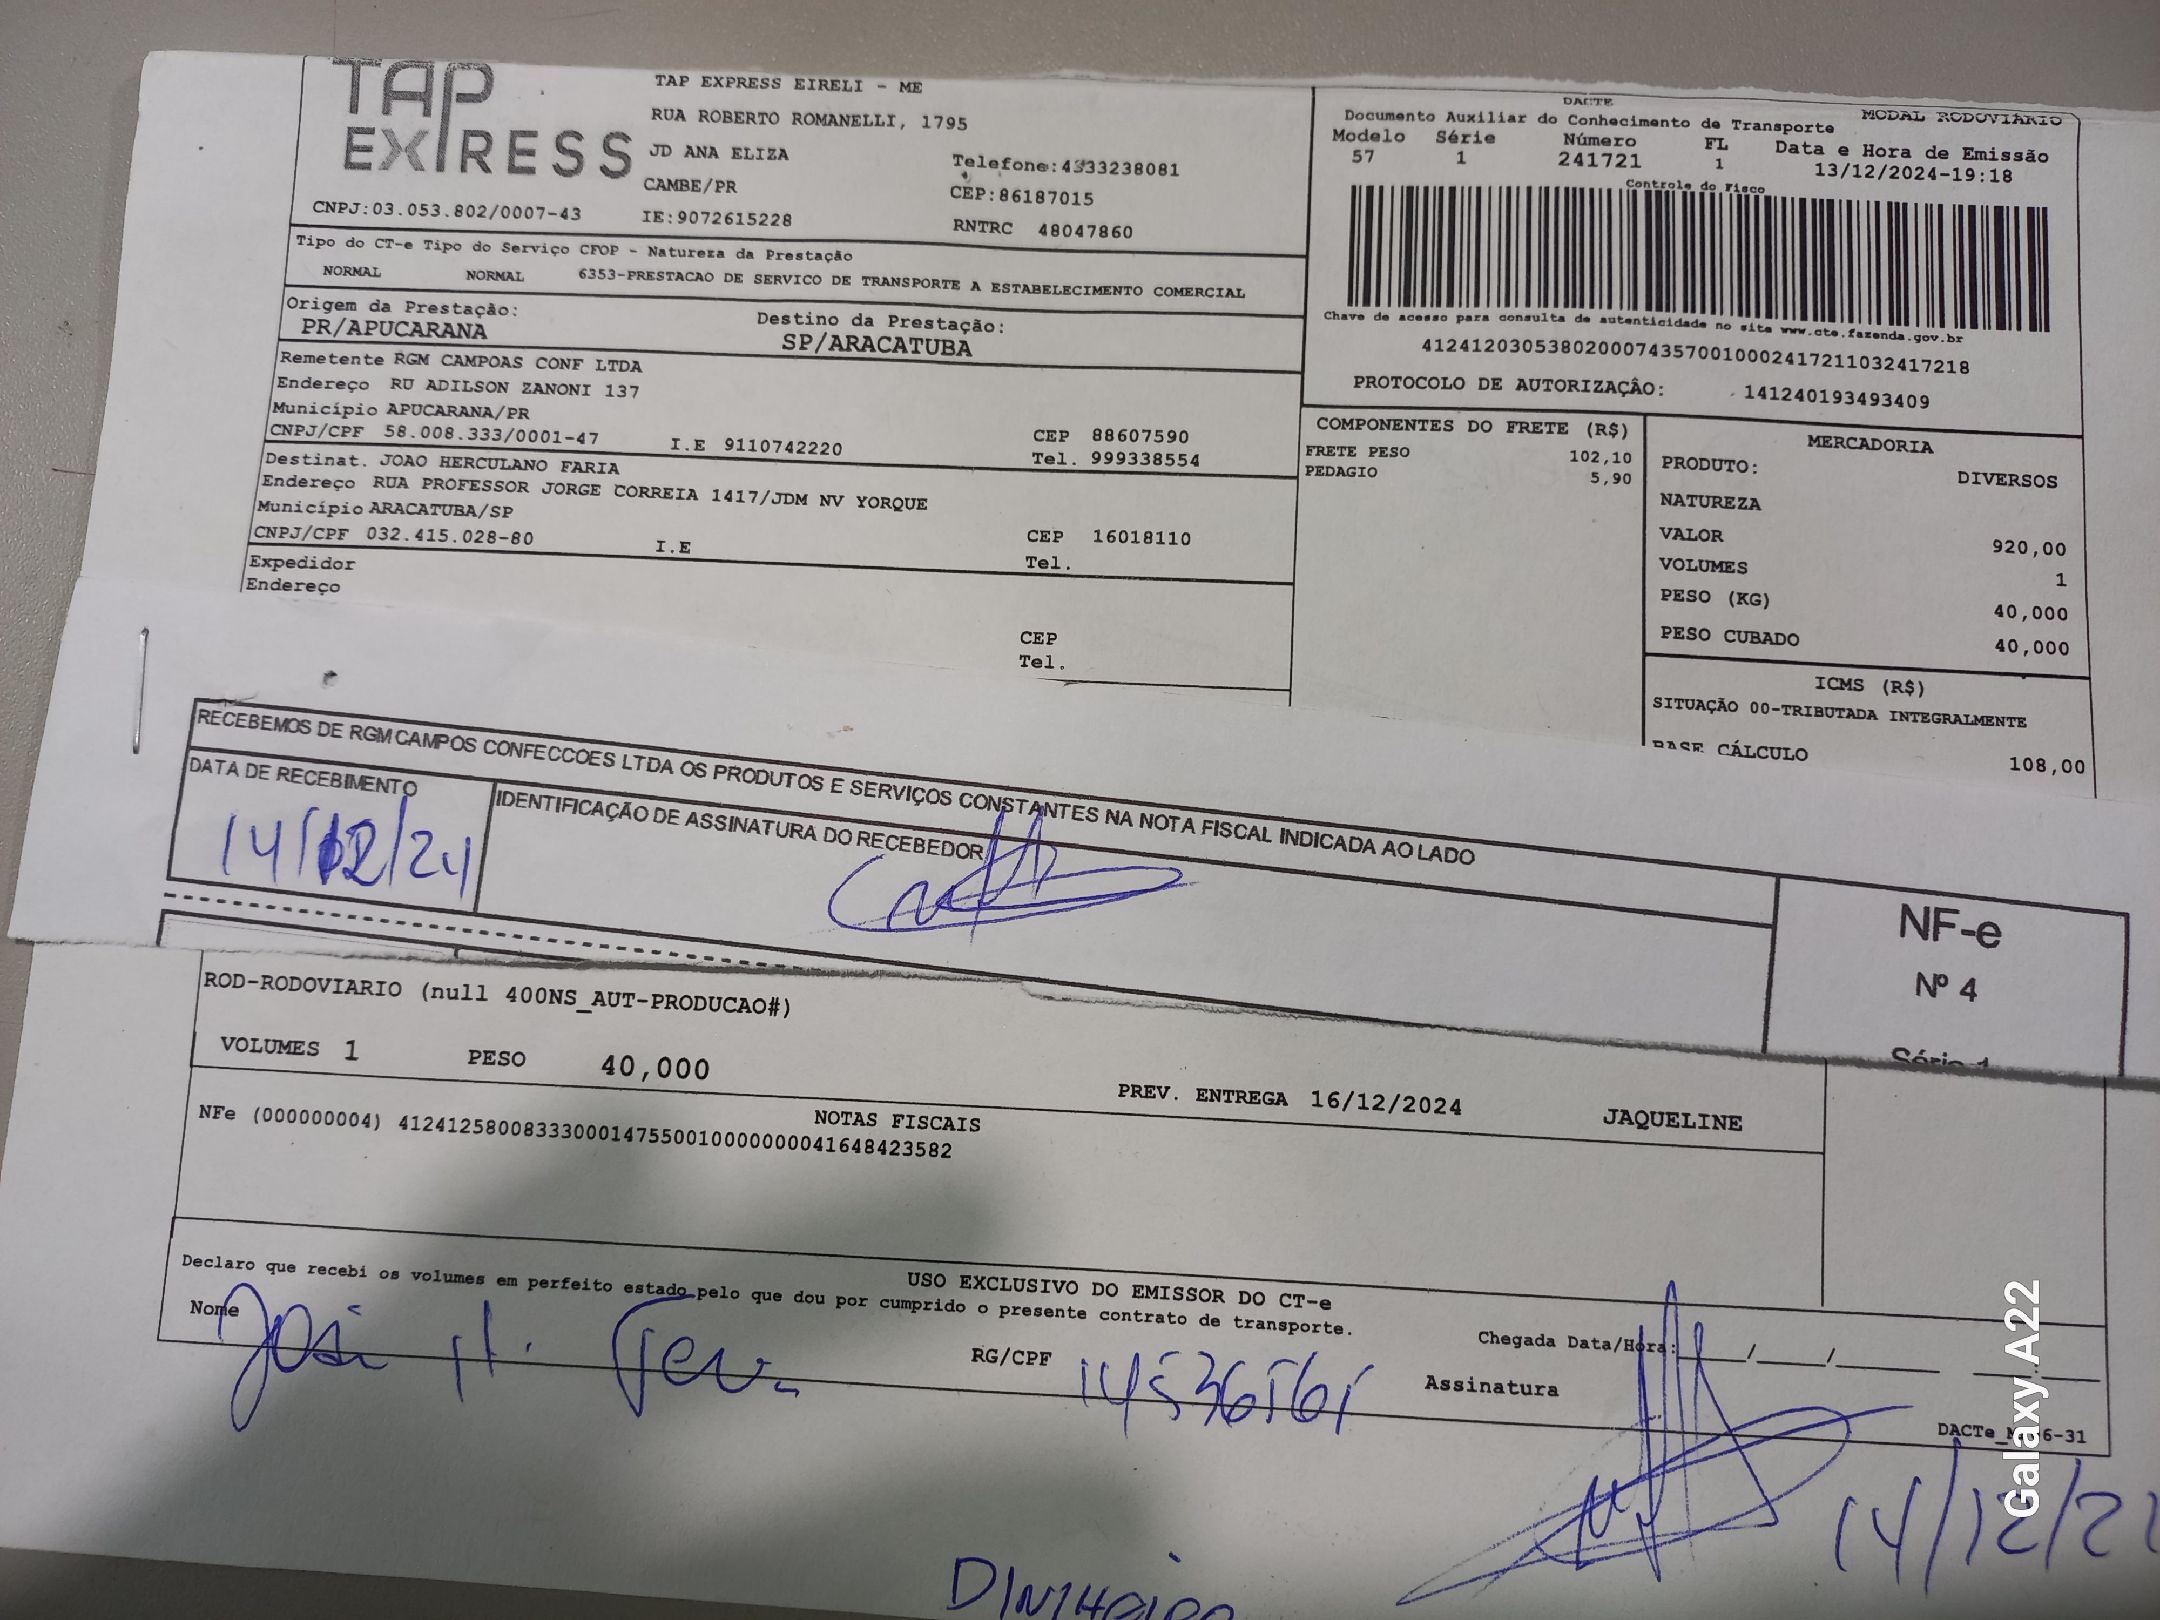 TAP EXPRESS
TAP EXPRESS EIRELI - ME
RUA ROBERTO ROMANELLI, 1795
JD ANA ELIZA
Telefone:4333238081
CAMBE/PR
CEP:86187015
CNPJ:03.053.802/0007-43
IE:9072615228
RNTRC 48047860
DACTE
MODAL RODOVIÁRIO
Documento Auxiliar do Conhecimento de Transporte
Modelo Série Número FL Data e Hora de Emissão
57 1 241721 1 13/12/2024-19:18
Controle do Fisco
Chave de acesso para consulta de autenticidade no site www.cte.fazenda.gov.br
41241203053802000743570010002417211032417218
PROTOCOLO DE AUTORIZAÇÂO: 141240193493409
Tipo do CT-e Tipo do Serviço CFOP - Natureza da Prestação
NORMAL NORMAL 6353-PRESTACAO DE SERVICO DE TRANSPORTE A ESTABELECIMENTO COMERCIAL
Origem da Prestação:
PR/APUCARANA
Destino da Prestação:
SP/ARACATUBA
Remetente RGM CAMPOAS CONF LTDA
Endereço RU ADILSON ZANONI 137
Município APUCARANA/PR
CEP 88607590
CNPJ/CPF 58.008.333/0001-47 I.E 9110742220
Tel. 999338554
Destinat. JOAO HERCULANO FARIA
Endereço RUA PROFESSOR JORGE CORREIA 1417/JDM NV YORQUE
Município ARACATUBA/SP
CEP 16018110
CNPJ/CPF 032.415.028-80 I.E
Tel.
Expedidor
Endereço
CEP
Tel.
COMPONENTES DO FRETE (R$)
FRETE PESO 102,10
PEDAGIO 5,90
MERCADORIA
PRODUTO: DIVERSOS
NATUREZA
VALOR 920,00
VOLUMES 1
PESO (KG) 40,000
PESO CUBADO 40,000
ICMS (R$)
SITUAÇÃO 00-TRIBUTADA INTEGRALMENTE
BASE CÁLCULO 108,00
RECEBEMOS DE RGM CAMPOS CONFECCOES LTDA OS PRODUTOS E SERVIÇOS CONSTANTES NA NOTA FISCAL INDICADA AO LADO
DATA DE RECEBIMENTO
14/12/24
IDENTIFICAÇÃO DE ASSINATURA DO RECEBEDOR
NF-e
Nº 4
Série 1
ROD-RODOVIARIO (null 400NS_AUT-PRODUCAO#)
VOLUMES 1 PESO 40,000
PREV. ENTREGA 16/12/2024 JAQUELINE
NOTAS FISCAIS
NFe (000000004) 41241258008333000147550010000000041648423582
USO EXCLUSIVO DO EMISSOR DO CT-e
Declaro que recebi os volumes em perfeito estado pelo que dou por cumprido o presente contrato de transporte.
Nome
RG/CPF
Chegada Data/Hora: / /
Assinatura
14/12/2
DINHEIRO
Galaxy A22